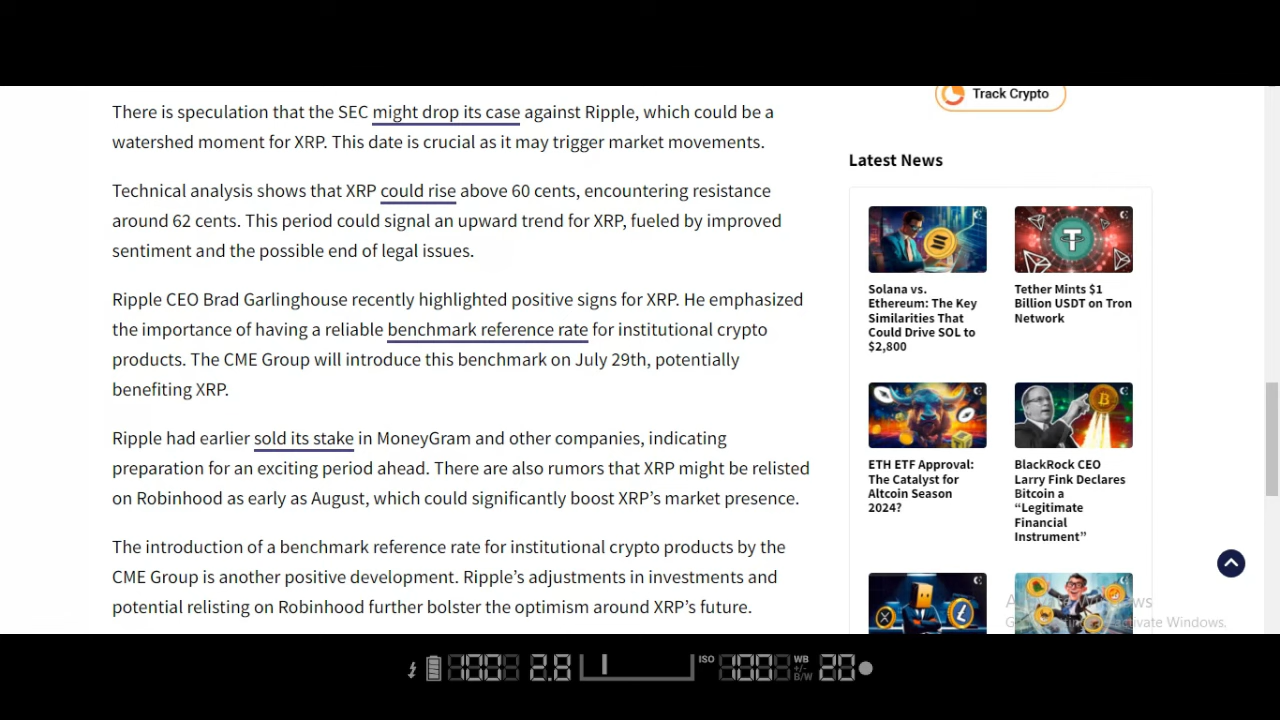 There is speculation that the SEC might drop its case against Ripple, which could be a
watershed moment for XRP. This date is crucial as it may trigger market movements.
Technical analysis shows that XRP could rise above 60 cents, encountering resistance
around 62 cents. This period could signal an upward trend for XRP, fueled by improved
sentiment and the possible end of legal issues.
Ripple CEO Brad Garlinghouse recently highlighted positive signs for XRP. He emphasized
the importance of having a reliable benchmark reference rate for institutional crypto
products. The CME Group will introduce this benchmark on July 29th, potentially
benefiting XRP.
Ripple had earlier sold its stake in MoneyGram and other companies, indicating
preparation for an exciting period ahead. There are also rumors that XRP might be relisted
on Robinhood as early as August, which could significantly boost XRP’s market presence.
The introduction of a benchmark reference rate for institutional crypto products by the
CME Group is another positive development. Ripple’s adjustments in investments and
potential relisting on Robinhood further bolster the optimism around XRP’s future.
Track Crypto
Latest News
Solana vs.
Ethereum: The Key
Similarities That
Could Drive SOL to
$2,800
Tether Mints $1
Billion USDT on Tron
Network
ETH ETF Approval:
The Catalyst for
Altcoin Season
2024?
BlackRock CEO
Larry Fink Declares
Bitcoin a
“Legitimate
Financial
Instrument”
100 2.8 ISO 100 WB +/- B/W 20